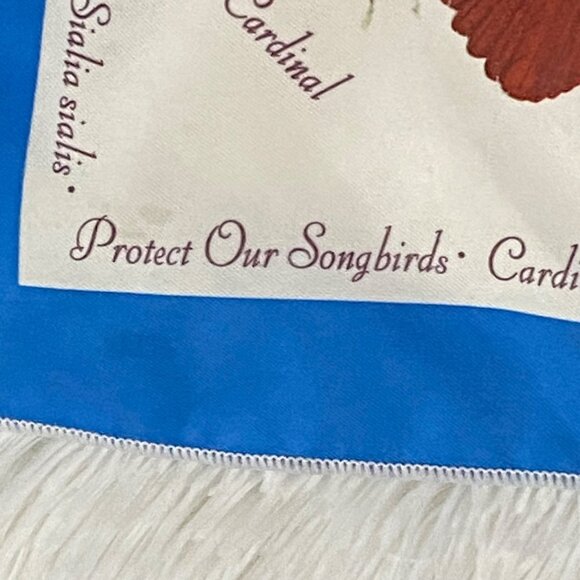 Sialia sialis •
Cardinal
Protect Our Songbirds • Cardi